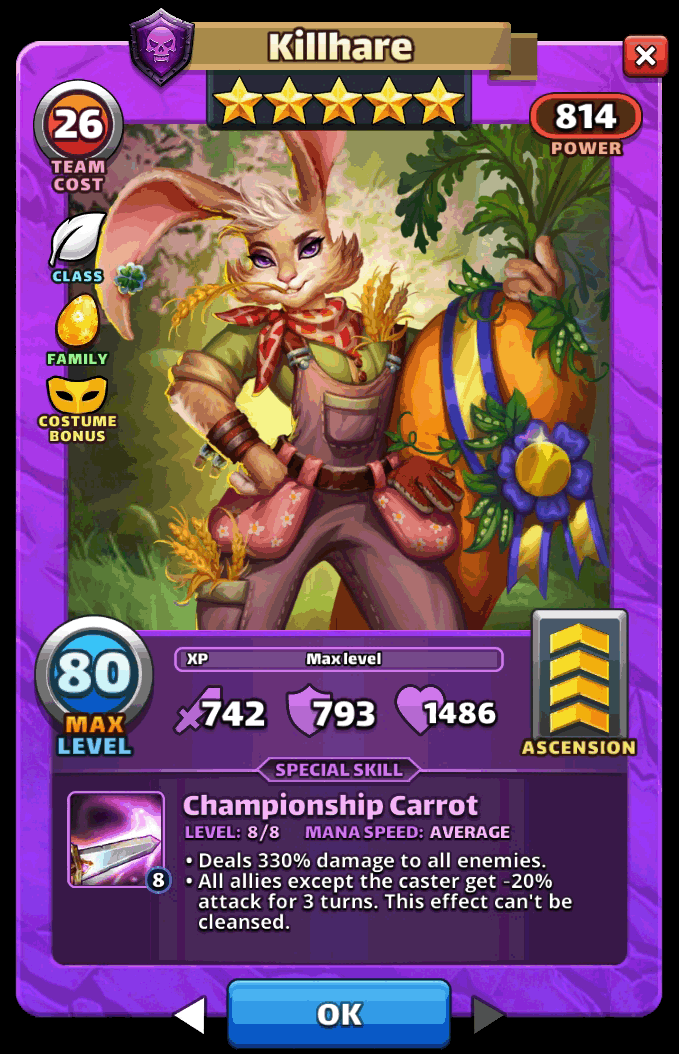 Killhare
26
TEAM
COST
814
POWER
CLASS
FAMILY
COSTUME
BONUS
80
MAX
LEVEL
XP Max level
742 793 1486
ASCENSION
SPECIAL SKILL
Championship Carrot
LEVEL: 8/8 MANA SPEED: AVERAGE
8
• Deals 330% damage to all enemies.
• All allies except the caster get -20%
attack for 3 turns. This effect can't be
cleansed.
OK